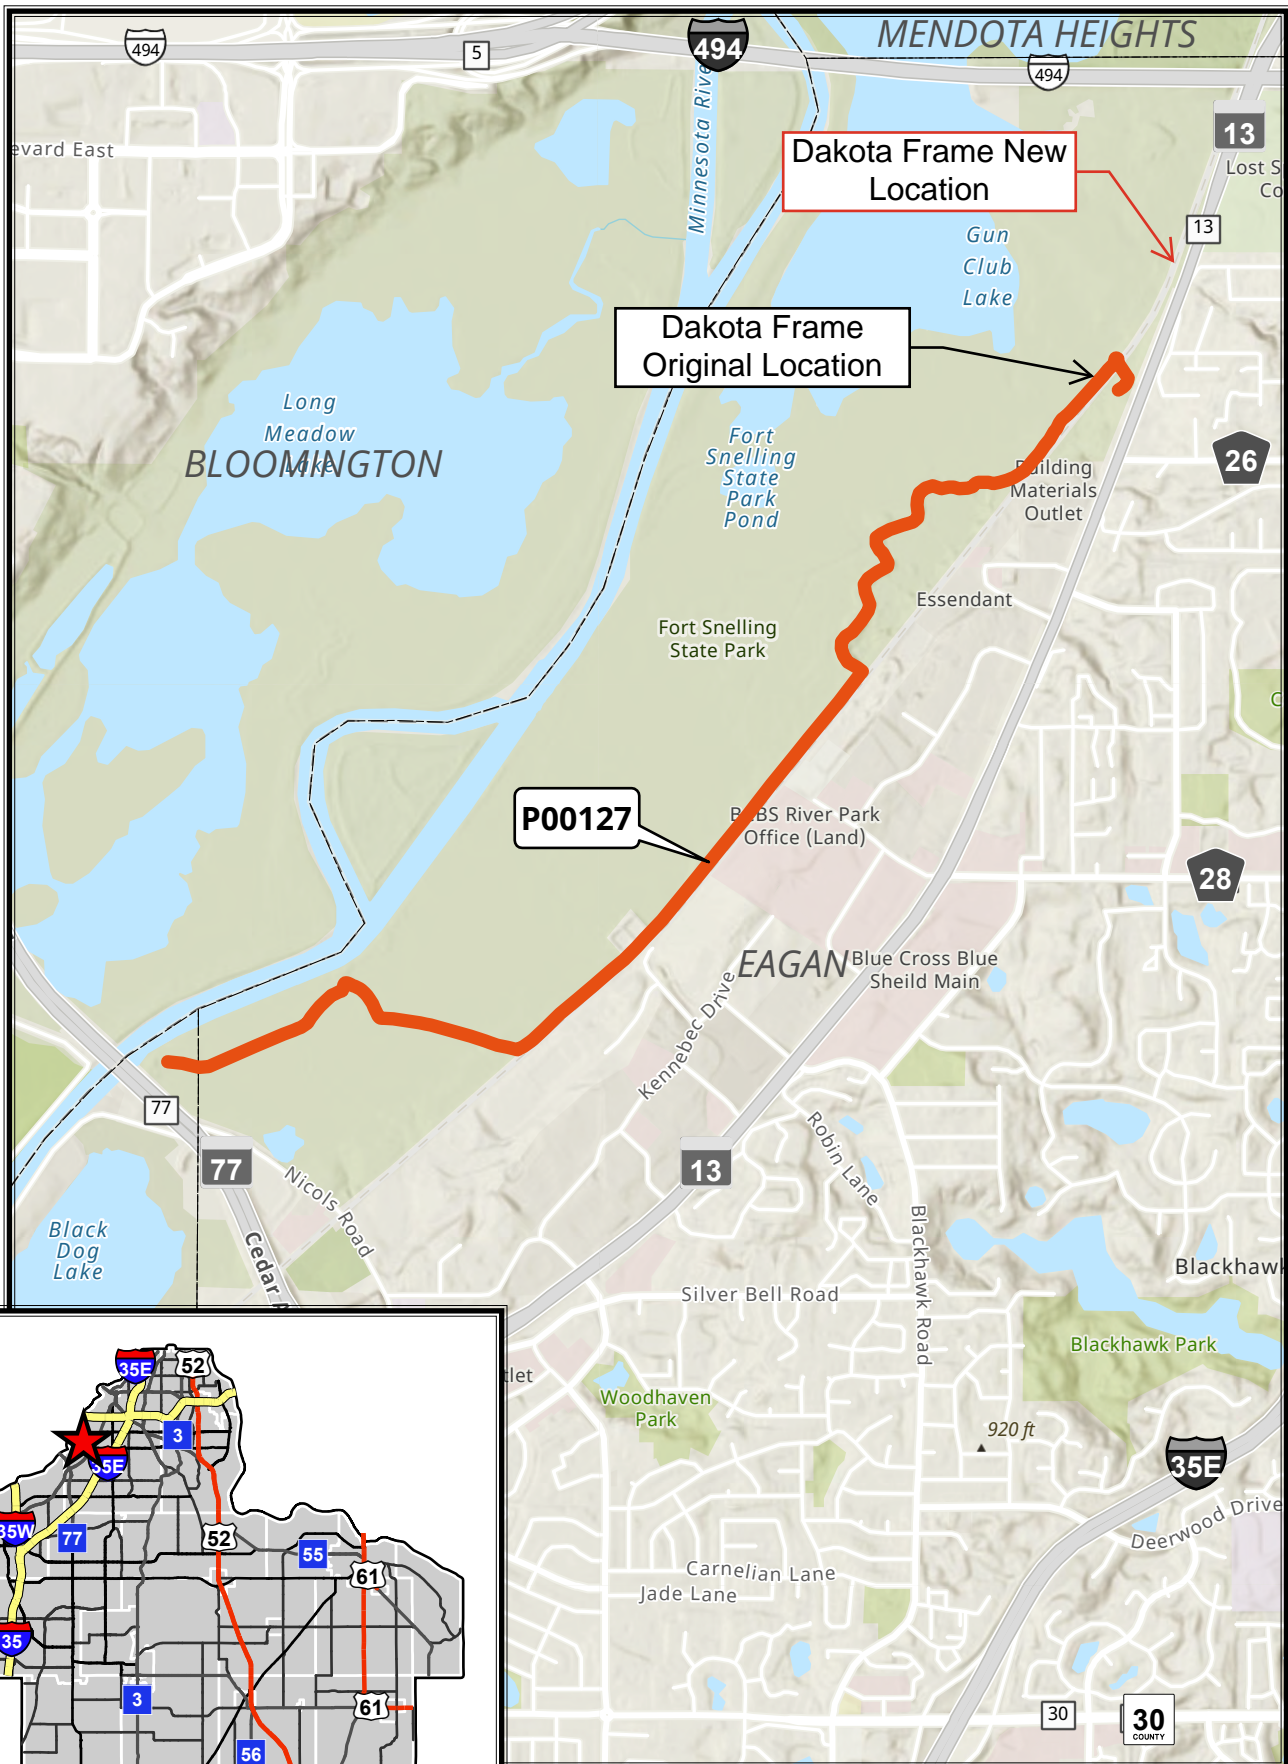 MENDOTA HEIGHTS
494
5
494
494
Minnesota Rive
13
evard East
Dakota Frame New
Location
Lost S
Co
13
Gun
Club
Lake
Dakota Frame
Original Location
Long
Meadow
Lake
BLOOMINGTON
Fort
Snelling
State
Park
Pond
26
Building
Materials
Outlet
Essendant
Fort Snelling
State Park
C
P00127
BCBS River Park
Office (Land)
28
EAGAN
Blue Cross Blue
Sheild Main
Kennebec Drive
77
77
13
Robin Lane
Nicols Road
Black
Dog
Lake
Cedar A
Blackhawk Road
Blackhawk
Silver Bell Road
Blackhawk Park
tlet
Woodhaven
Park
920 ft
35E
Deerwood Drive
Carnelian Lane
Jade Lane
30
30
COUNTY
35E
52
3
35E
35W
77
52
55
61
35
3
61
56